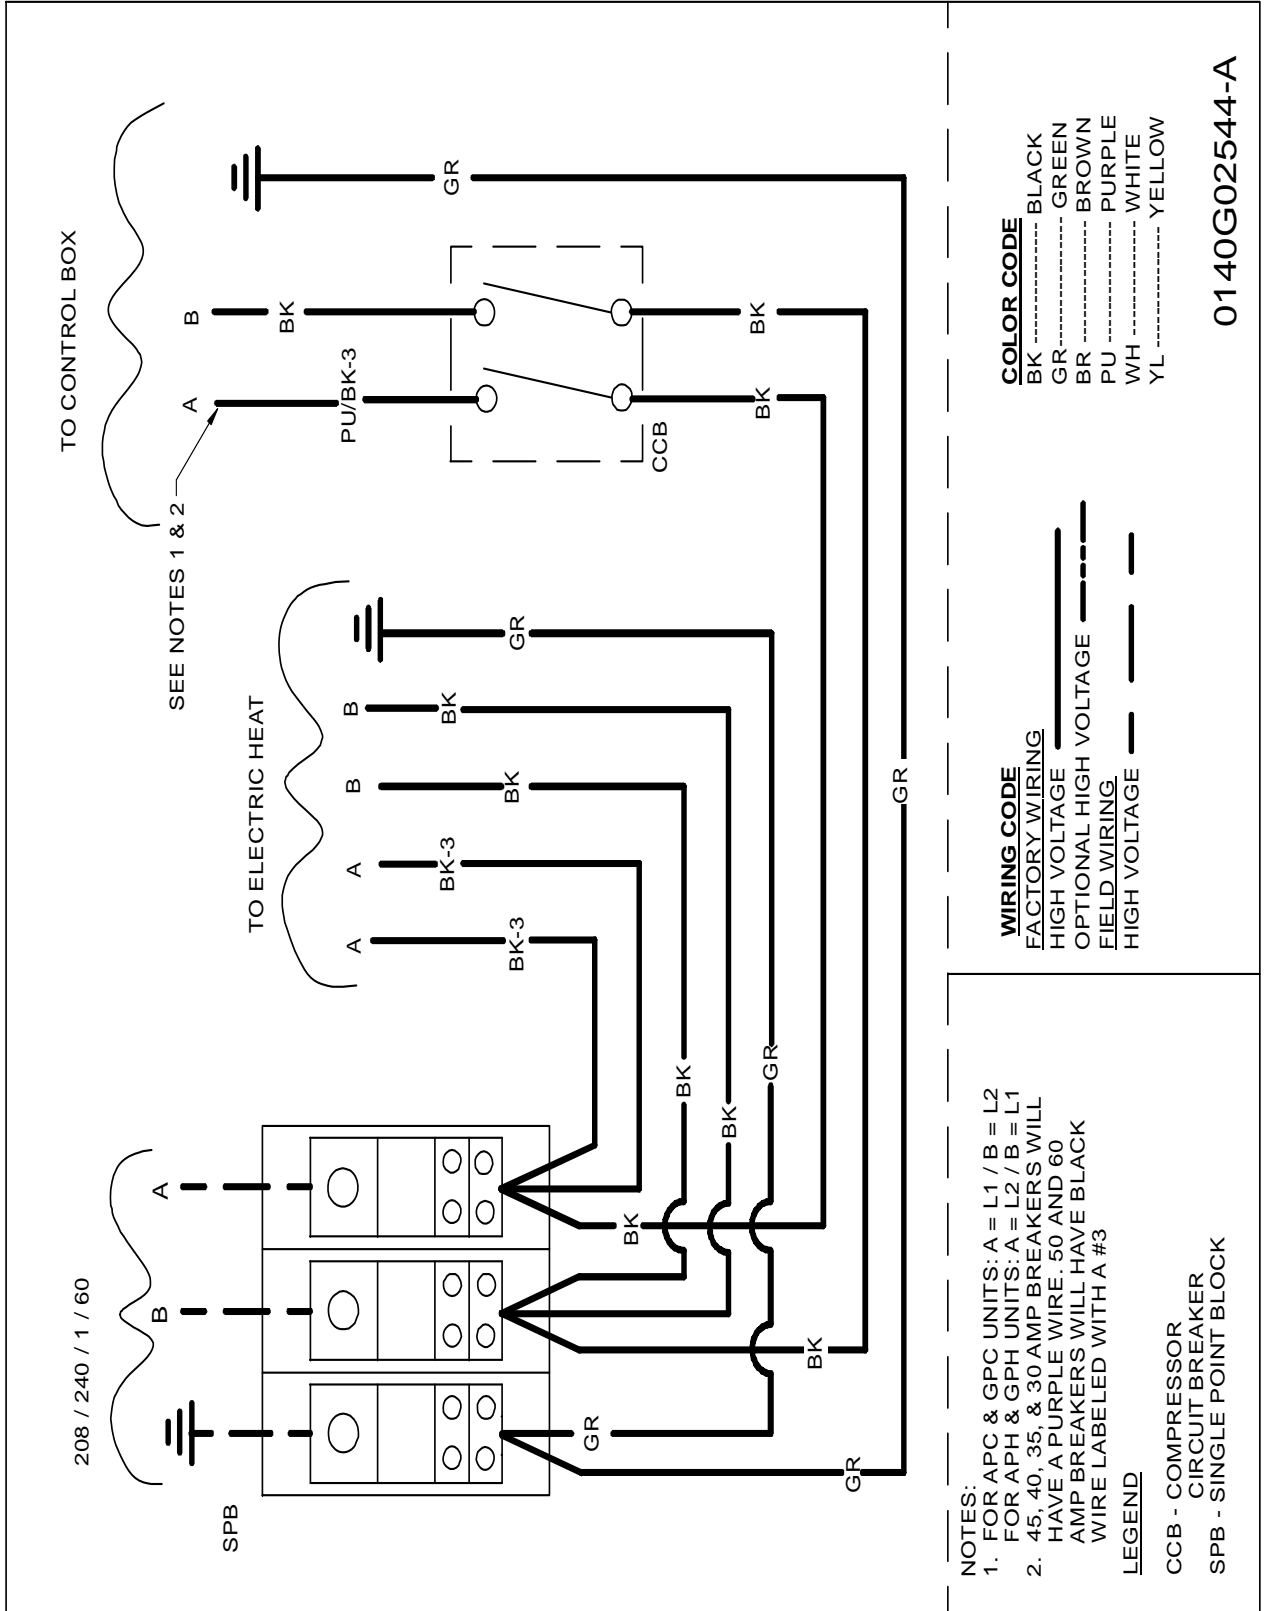 208 / 240 / 1 / 60
TO ELECTRIC HEAT
TO CONTROL BOX
SEE NOTES 1 & 2
SPB
B
A
A
A
B
B
A
B
BK-3
BK-3
BK
BK
GR
PU/BK-3
BK
GR
CCB
BK
BK
BK
BK
GR
BK
BK
GR
GR
GR
NOTES:
1. FOR APC & GPC UNITS: A = L1 / B = L2
FOR APH & GPH UNITS: A = L2 / B = L1
2. 45, 40, 35, & 30 AMP BREAKERS WILL
HAVE A PURPLE WIRE. 50 AND 60
AMP BREAKERS WILL HAVE BLACK
WIRE LABELED WITH A #3
LEGEND
CCB - COMPRESSOR
CIRCUIT BREAKER
SPB - SINGLE POINT BLOCK
WIRING CODE
FACTORY WIRING
HIGH VOLTAGE
OPTIONAL HIGH VOLTAGE
FIELD WIRING
HIGH VOLTAGE
COLOR CODE
BK ------------- BLACK
GR ------------- GREEN
BR ------------- BROWN
PU ------------- PURPLE
WH ------------- WHITE
YL ------------- YELLOW
0140G02544-A